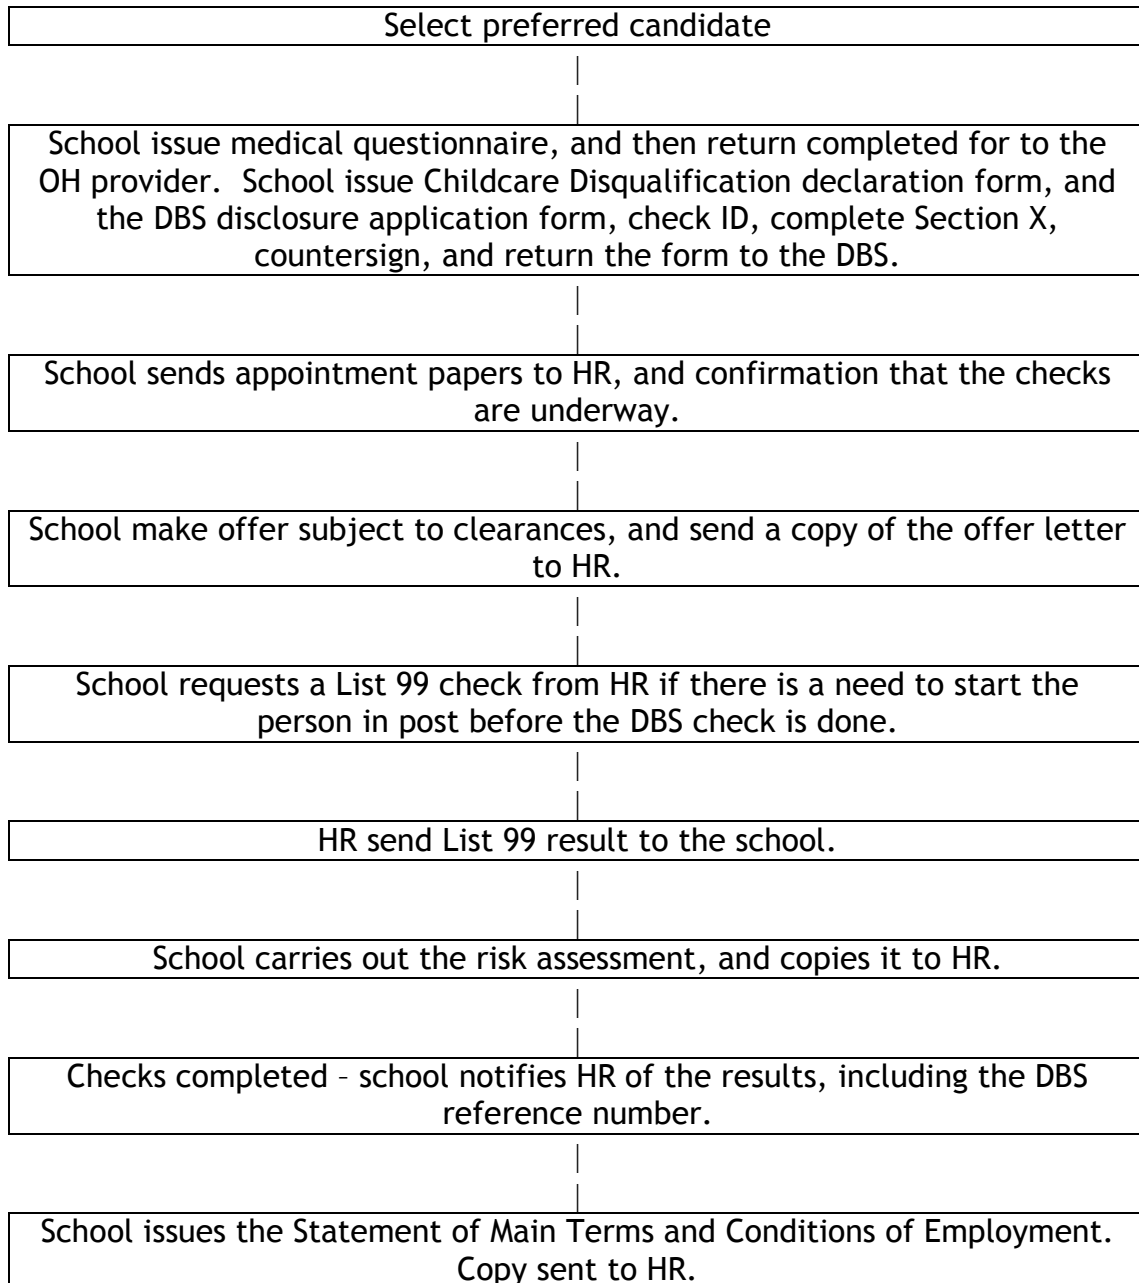 Select preferred candidate
School issue medical questionnaire, and then return completed for to the
OH provider.  School issue Childcare Disqualification declaration form, and
the DBS disclosure application form, check ID, complete Section X,
countersign, and return the form to the DBS.
School sends appointment papers to HR, and confirmation that the checks
are underway.
School make offer subject to clearances, and send a copy of the offer letter
to HR.
School requests a List 99 check from HR if there is a need to start the
person in post before the DBS check is done.
HR send List 99 result to the school.
School carries out the risk assessment, and copies it to HR.
Checks completed – school notifies HR of the results, including the DBS
reference number.
School issues the Statement of Main Terms and Conditions of Employment.
Copy sent to HR.